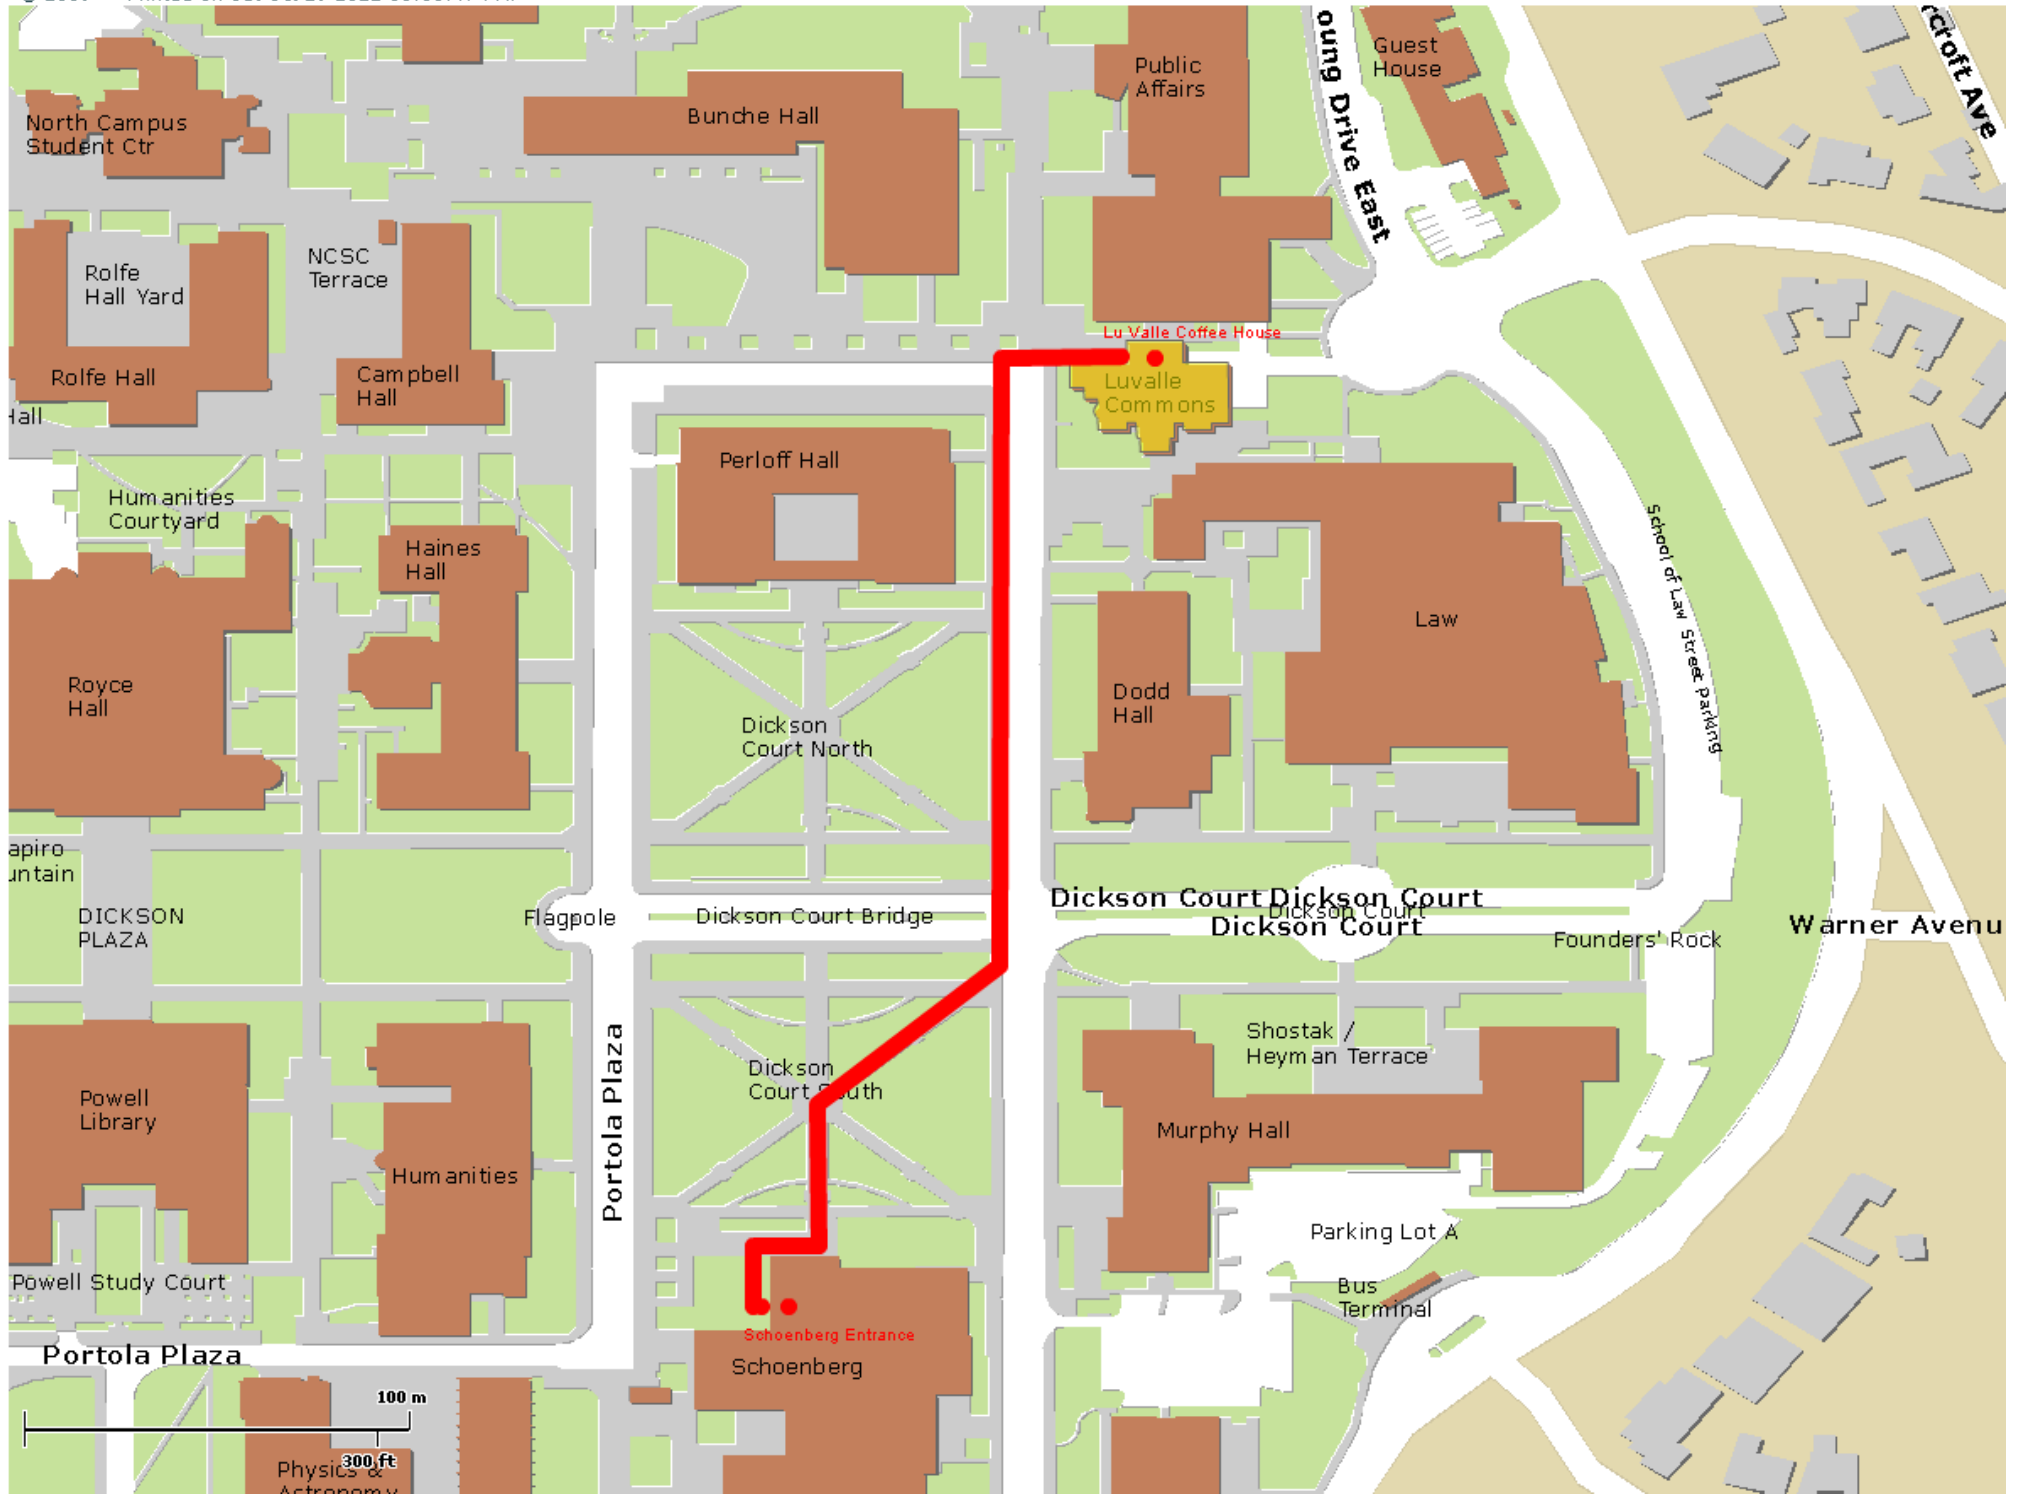 oung Drive East
Guest
House
rcroft Ave
Public
Affairs
Bunche Hall
North Campus
Student Ctr
NCSC
Terrace
Rolfe
Hall Yard
Lu Valle Coffee House
Rolfe Hall
Campbell
Hall
Luvalle
Commons
Hall
Perloff Hall
Humanities
Courtyard
Haines
Hall
School of Law Street Parking
Law
Royce
Hall
Dodd
Hall
Dickson
Court North
apiro
untain
DICKSON
PLAZA
Flagpole
Dickson Court Bridge
Dickson Court Dickson Court
Dickson Court
Dickson Court
Founders' Rock
Warner Avenu
Portola Plaza
Shostak /
Heyman Terrace
Dickson
Court South
Powell
Library
Murphy Hall
Humanities
Parking Lot A
Powell Study Court
Bus
Terminal
Schoenberg Entrance
Portola Plaza
Schoenberg
100 m
300 ft
Physics &
Astronomy